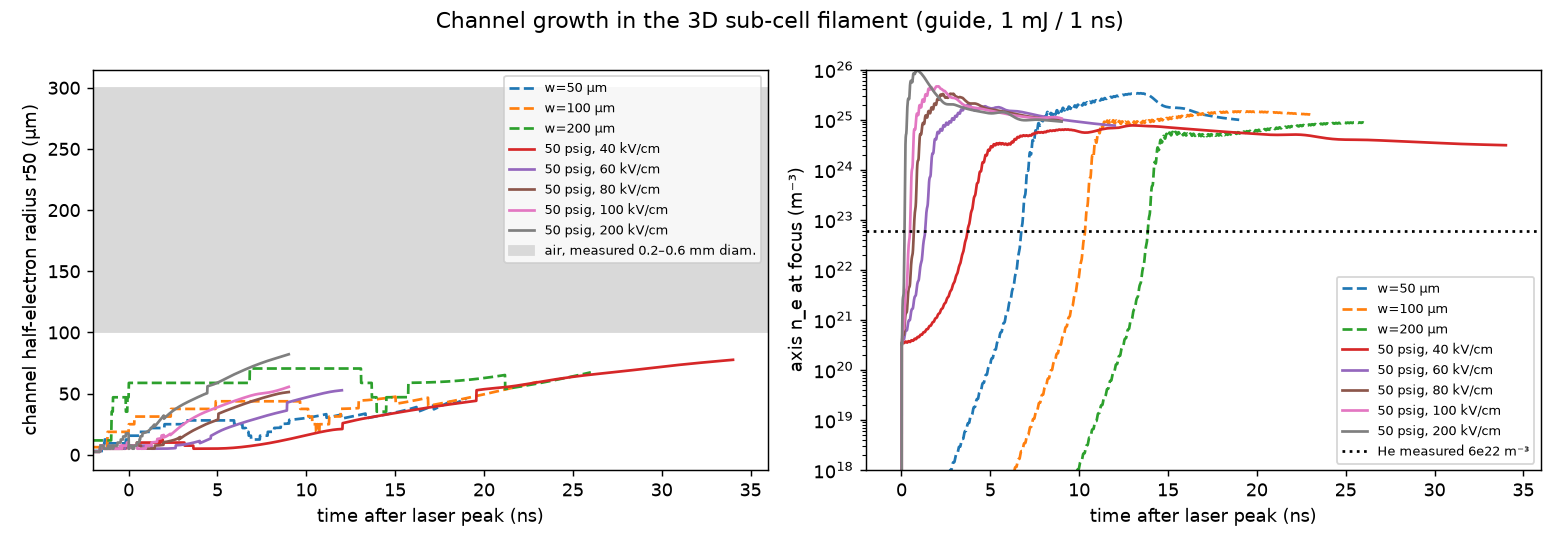 Channel growth in the 3D sub-cell filament (guide, 1 mJ / 1 ns)
channel half-electron radius r50 (μm)
300
250
200
150
100
50
0
w=50 μm
w=100 μm
w=200 μm
50 psig, 40 kV/cm
50 psig, 60 kV/cm
50 psig, 80 kV/cm
50 psig, 100 kV/cm
50 psig, 200 kV/cm
air, measured 0.2–0.6 mm diam.
0 5 10 15 20 25 30 35
time after laser peak (ns)
axis n_e at focus (m⁻³)
10²⁶
10²⁵
10²⁴
10²³
10²²
10²¹
10²⁰
10¹⁹
10¹⁸
w=50 μm
w=100 μm
w=200 μm
50 psig, 40 kV/cm
50 psig, 60 kV/cm
50 psig, 80 kV/cm
50 psig, 100 kV/cm
50 psig, 200 kV/cm
He measured 6e22 m⁻³
0 5 10 15 20 25 30 35
time after laser peak (ns)